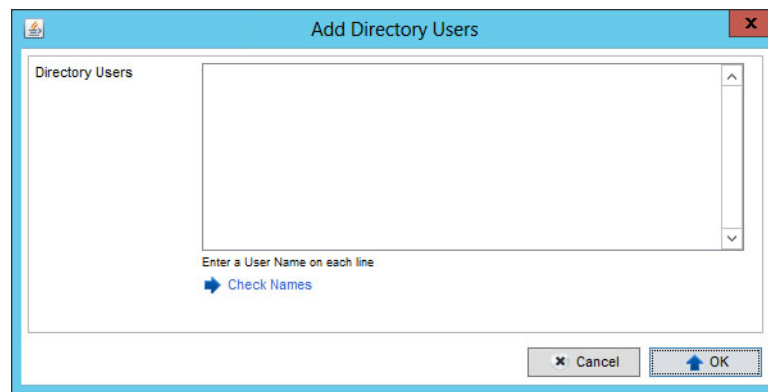 Add Directory Users
x
Directory Users
Enter a User Name on each line
Check Names
Cancel
OK